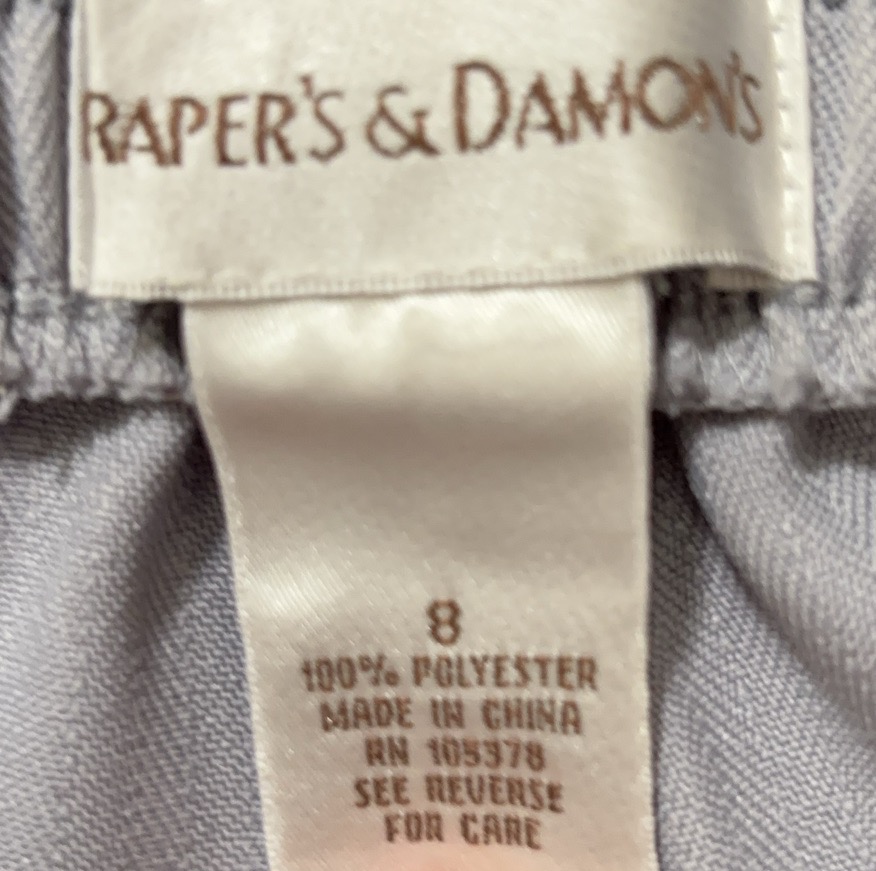 RAPER'S & DAMON'S
8
100% POLYESTER
MADE IN CHINA
RN 105378
SEE REVERSE
FOR CARE